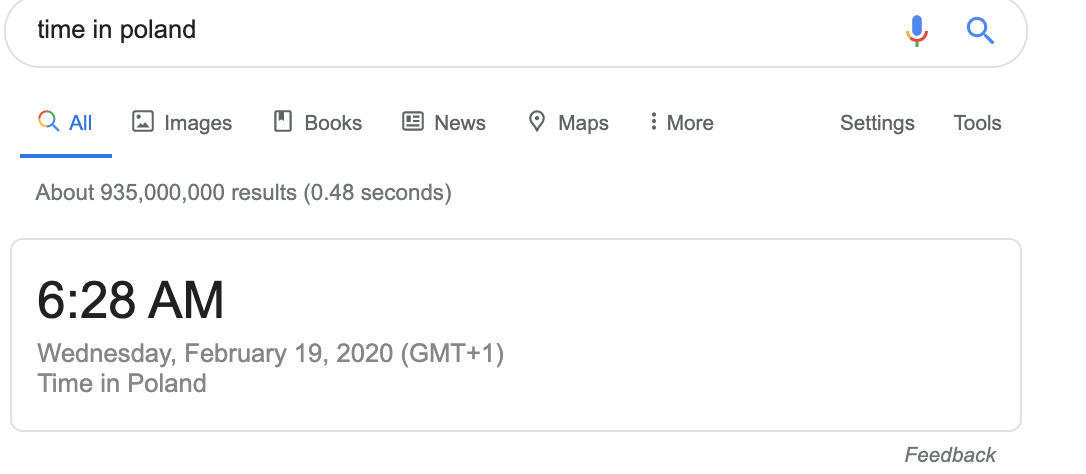 time in poland
All Images Books News Maps More Settings Tools
About 935,000,000 results (0.48 seconds)
6:28 AM
Wednesday, February 19, 2020 (GMT+1)
Time in Poland
Feedback